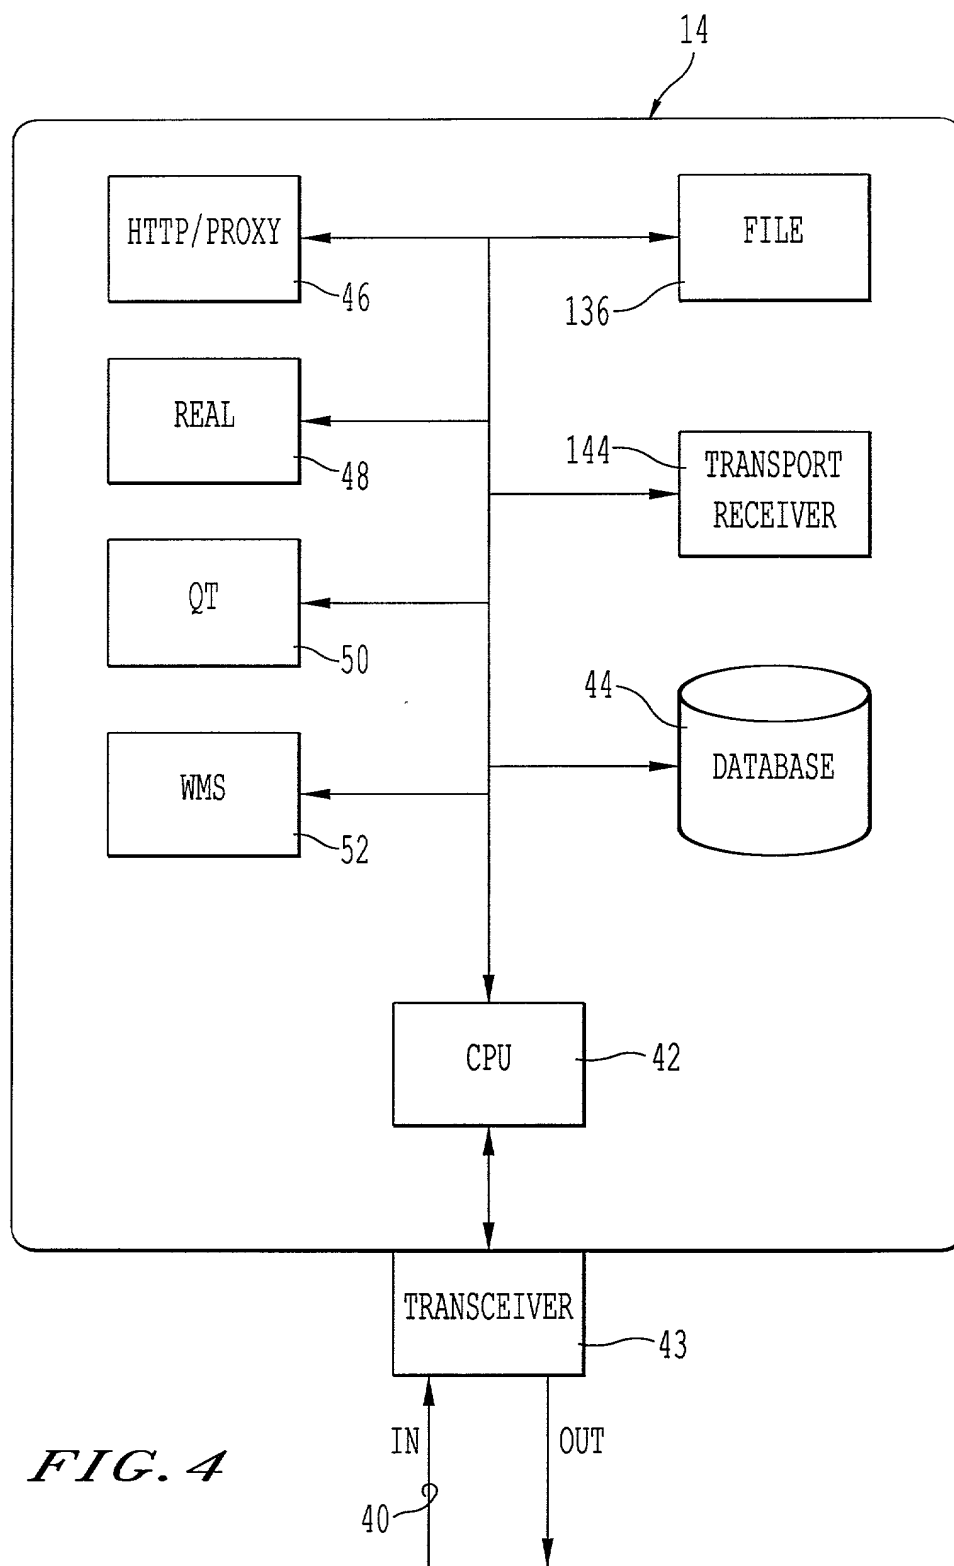 14
HTTP/PROXY
46
FILE
136
REAL
48
144
TRANSPORT
RECEIVER
QT
50
44
DATABASE
WMS
52
CPU
42
TRANSCEIVER
43
IN
OUT
40
FIG. 4